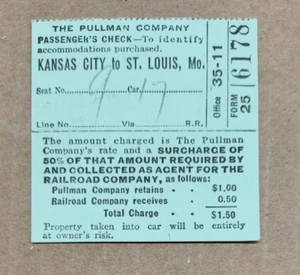 THE PULLMAN COMPANY
PASSENGER'S CHECK—To identify
accommodations purchased.
KANSAS CITY to ST. LOUIS, Mo.
Seat No. 9 Car 17
Line No. Via R.R.
Office 35-11
FORM 25
6178
The amount charged is The Pullman
Company's rate and a SURCHARGE OF
50% OF THAT AMOUNT REQUIRED BY
AND COLLECTED AS AGENT FOR THE
RAILROAD COMPANY, as follows:
Pullman Company retains - $1.00
Railroad Company receives 0.50
Total Charge - - $1.50
Property taken into car will be entirely
at owner's risk.